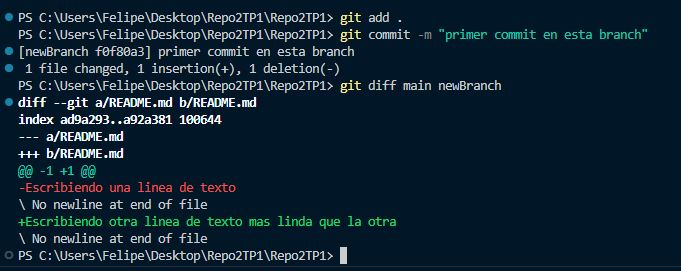 PS C:\Users\Felipe\Desktop\Repo2TP1\Repo2TP1> git add .
PS C:\Users\Felipe\Desktop\Repo2TP1\Repo2TP1> git commit -m "primer commit en esta branch"
[newBranch f0f80a3] primer commit en esta branch
 1 file changed, 1 insertion(+), 1 deletion(-)
PS C:\Users\Felipe\Desktop\Repo2TP1\Repo2TP1> git diff main newBranch
diff --git a/README.md b/README.md
index ad9a293..a92a381 100644
--- a/README.md
+++ b/README.md
@@ -1 +1 @@
-Escribiendo una linea de texto
\ No newline at end of file
+Escribiendo otra linea de texto mas linda que la otra
\ No newline at end of file
PS C:\Users\Felipe\Desktop\Repo2TP1\Repo2TP1>